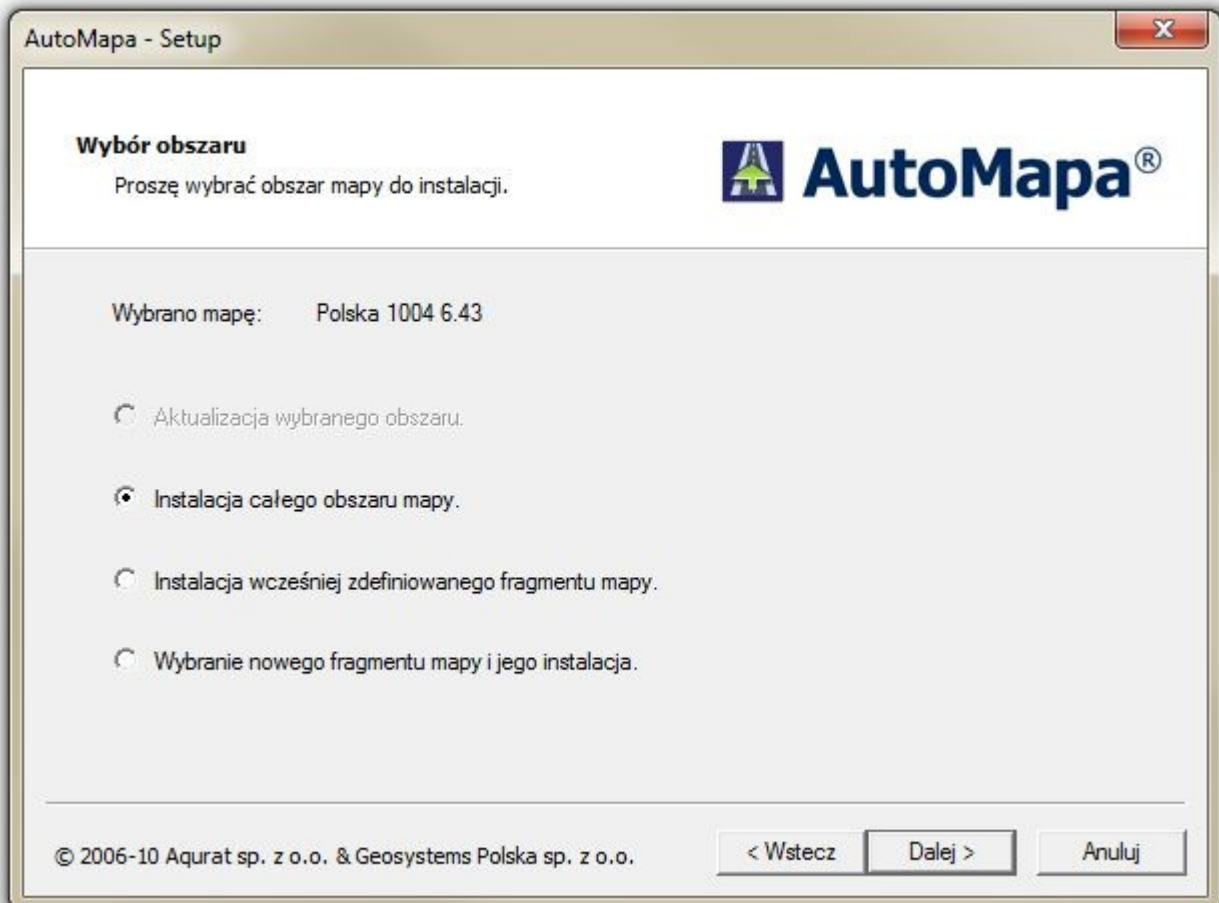 AutoMapa - Setup
Wybór obszaru
Proszę wybrać obszar mapy do instalacji.
AutoMapa®
Wybrano mapę: Polska 1004 6.43
Aktualizacja wybranego obszaru.
Instalacja całego obszaru mapy.
Instalacja wcześniej zdefiniowanego fragmentu mapy.
Wybranie nowego fragmentu mapy i jego instalacja.
© 2006-10 Aqurat sp. z o.o. & Geosystems Polska sp. z o.o.
< Wstecz Dalej > Anuluj